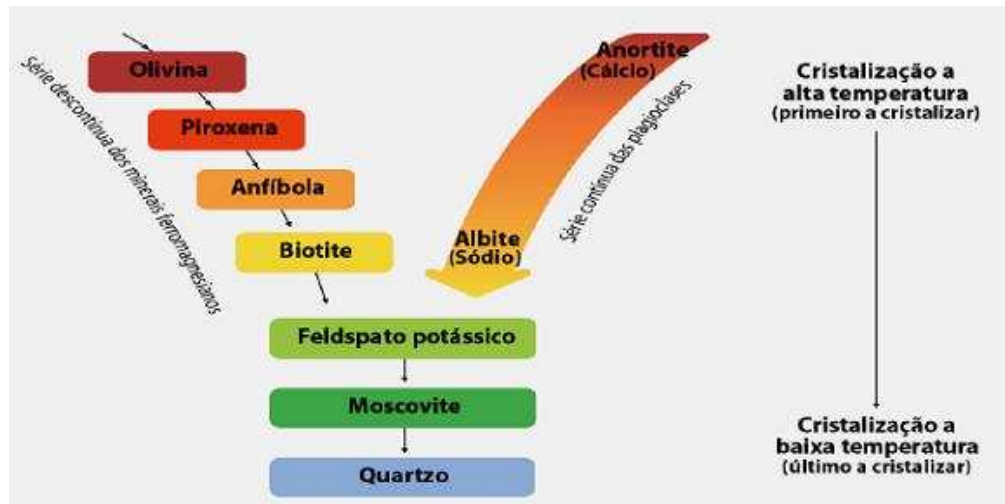 Série descontínua dos minerais ferromagnesianos
Olivina
Piroxena
Anfíbola
Biotite
Anortite
(Cálcio)
Série contínua das plagioclases
Albite
(Sódio)
Feldspato potássico
Moscovite
Quartzo
Cristalização a
alta temperatura
(primeiro a cristalizar)
Cristalização a
baixa temperatura
(último a cristalizar)